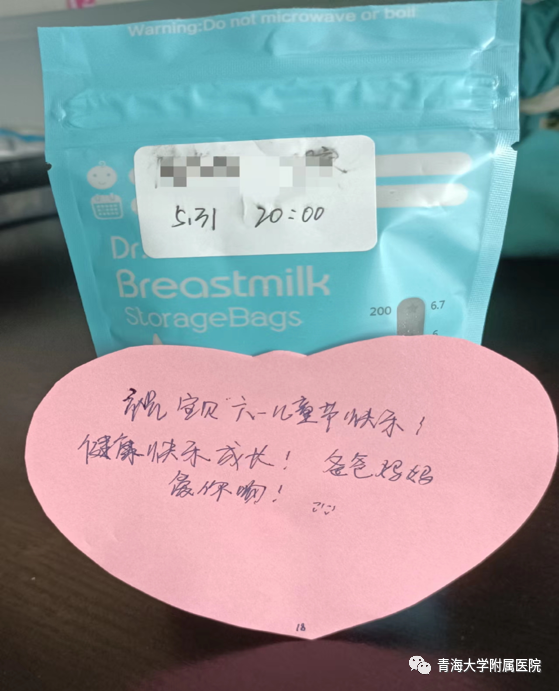 Warning:Do not microwave or boil
5.31 20:00
Dr.
Breastmilk
StorageBags
200 6.7
6
祝宝贝六一儿童节快乐!
健康快乐成长! 爸爸妈妈
爱你哟!
18
青海大学附属医院